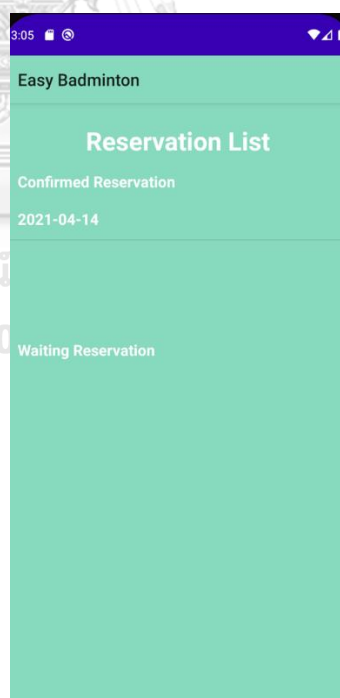 3:05
Easy Badminton
Reservation List
Confirmed Reservation
2021-04-14
Waiting Reservation